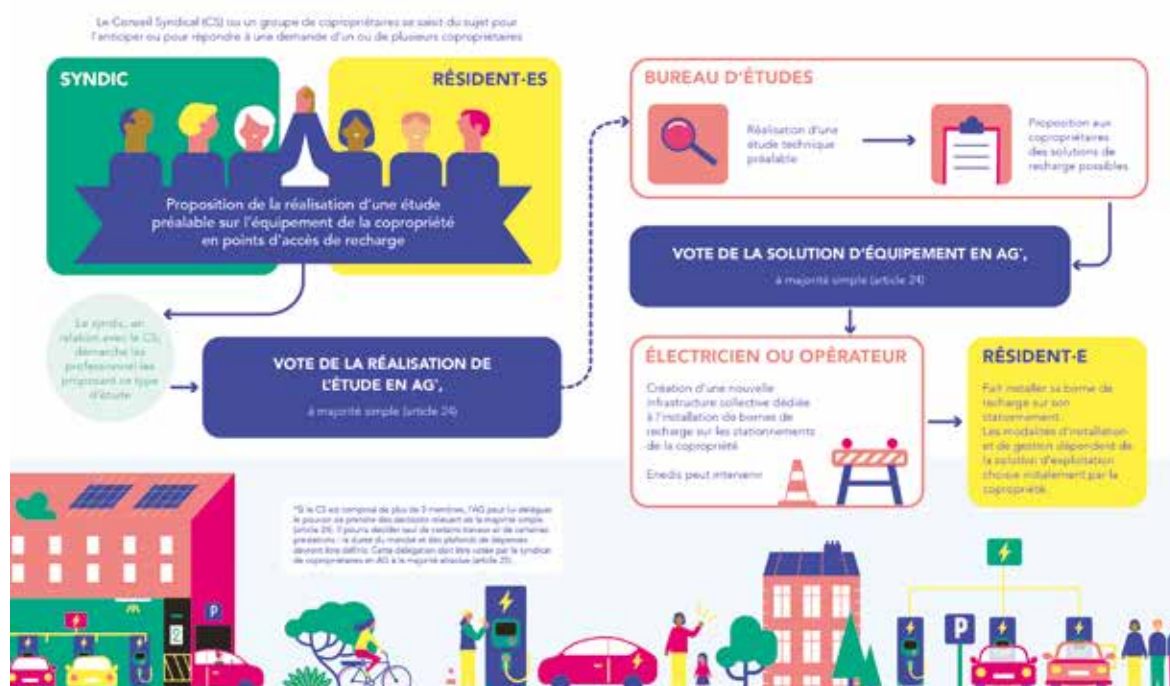 Le Conseil Syndical (CS) ou un groupe de copropriétaires se saisit du sujet pour
l'anticiper ou pour répondre à une demande d'un ou de plusieurs copropriétaires
SYNDIC
RÉSIDENT·ES
Proposition de la réalisation d'une étude
préalable sur l'équipement de la copropriété
en points d'accès de recharge
Le syndic, en
relation avec le CS,
démarche les
professionnel·les
proposant ce type
d'étude
VOTE DE LA RÉALISATION DE
L'ÉTUDE EN AG*,
à majorité simple (article 24)
BUREAU D'ÉTUDES
Réalisation d'une
étude technique
préalable
Proposition aux
copropriétaires
des solutions de
recharge possibles
VOTE DE LA SOLUTION D'ÉQUIPEMENT EN AG*,
à majorité simple (article 24)
ÉLECTRICIEN OU OPÉRATEUR
Création d'une nouvelle
infrastructure collective dédiée
à l'installation de bornes de
recharge sur les stationnements
de la copropriété
Enedis peut intervenir
RÉSIDENT·E
Fait installer sa borne de
recharge sur son
stationnement.
Les modalités d'installation
et de gestion dépendent de
la solution d'exploitation
choisie initialement par la
copropriété.
*Si le CS est composé de plus de 3 membres, l'AG peut lui déléguer
le pouvoir de prendre des décisions relevant de la majorité simple
(article 24). Il pourra décider seul de certains travaux et de certaines
prestations : la durée du mandat et des plafonds de dépenses
devront être définis. Cette délégation doit être votée par le syndicat
de copropriétaires en AG à la majorité absolue (article 25).
P
2
P